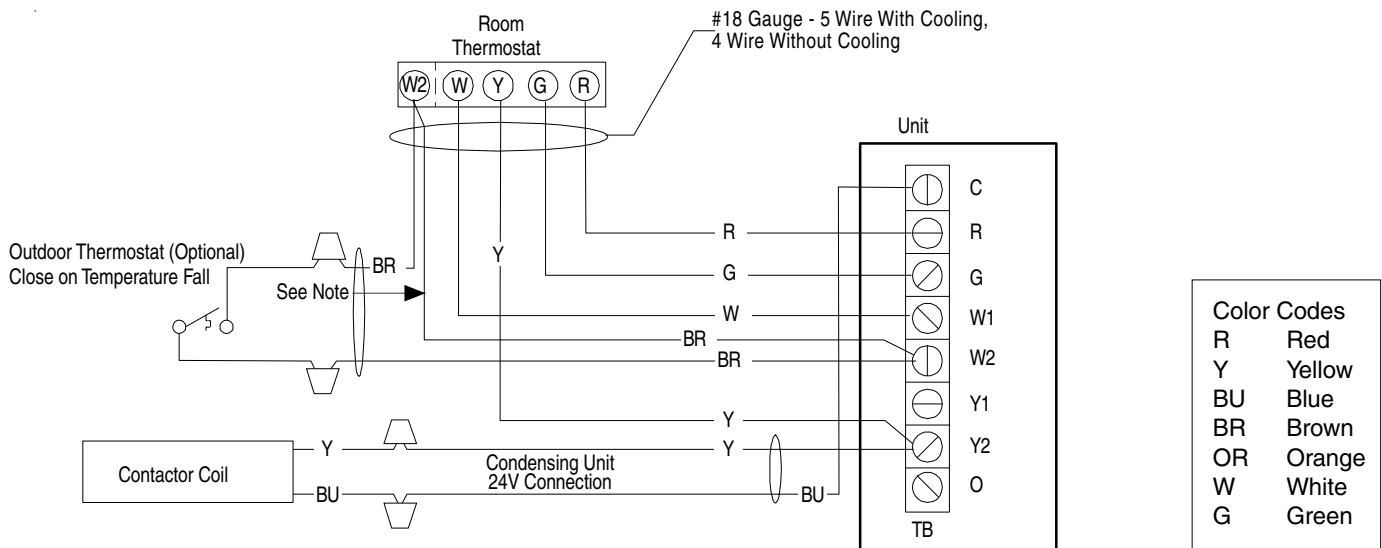 #18 Gauge - 5 Wire With Cooling,
4 Wire Without Cooling
Room
Thermostat
W2 W Y G R
Unit
C
R
G
W1
W2
Y1
Y2
O
TB
Outdoor Thermostat (Optional)
Close on Temperature Fall
See Note
BR
Y
R
G
W
BR
BR
Y
Y
Y
BU
BU
Contactor Coil
Condensing Unit
24V Connection
Color Codes
R Red
Y Yellow
BU Blue
BR Brown
OR Orange
W White
G Green